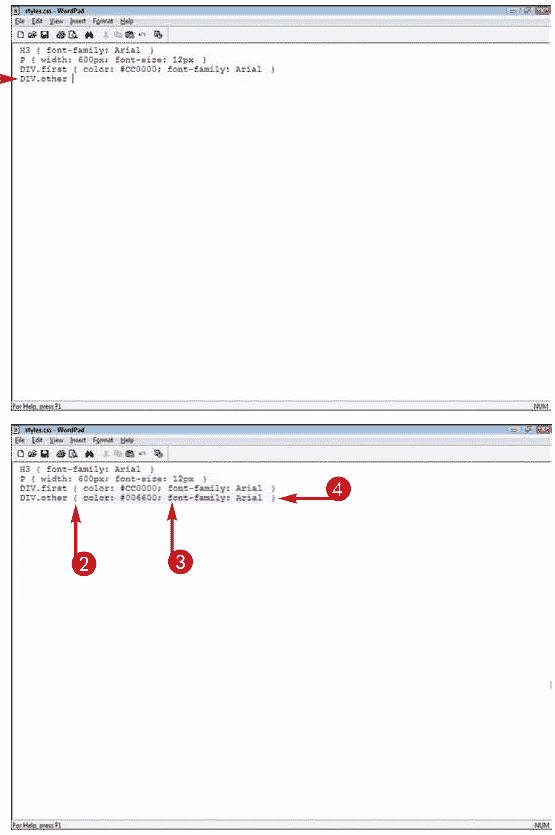 styles.css - WordPad
File Edit View Insert Format Help
H3 { font-family: Arial }
P { width: 600px; font-size: 12px }
DIV.first { color: #CC0000; font-family: Arial }
DIV.other
For Help, press F1 NUM
styles.css - WordPad
File Edit View Insert Format Help
H3 { font-family: Arial }
P { width: 600px; font-size: 12px }
DIV.first { color: #CC0000; font-family: Arial }
DIV.other { color: #006600; font-family: Arial }
4
2
3
For Help, press F1 NUM